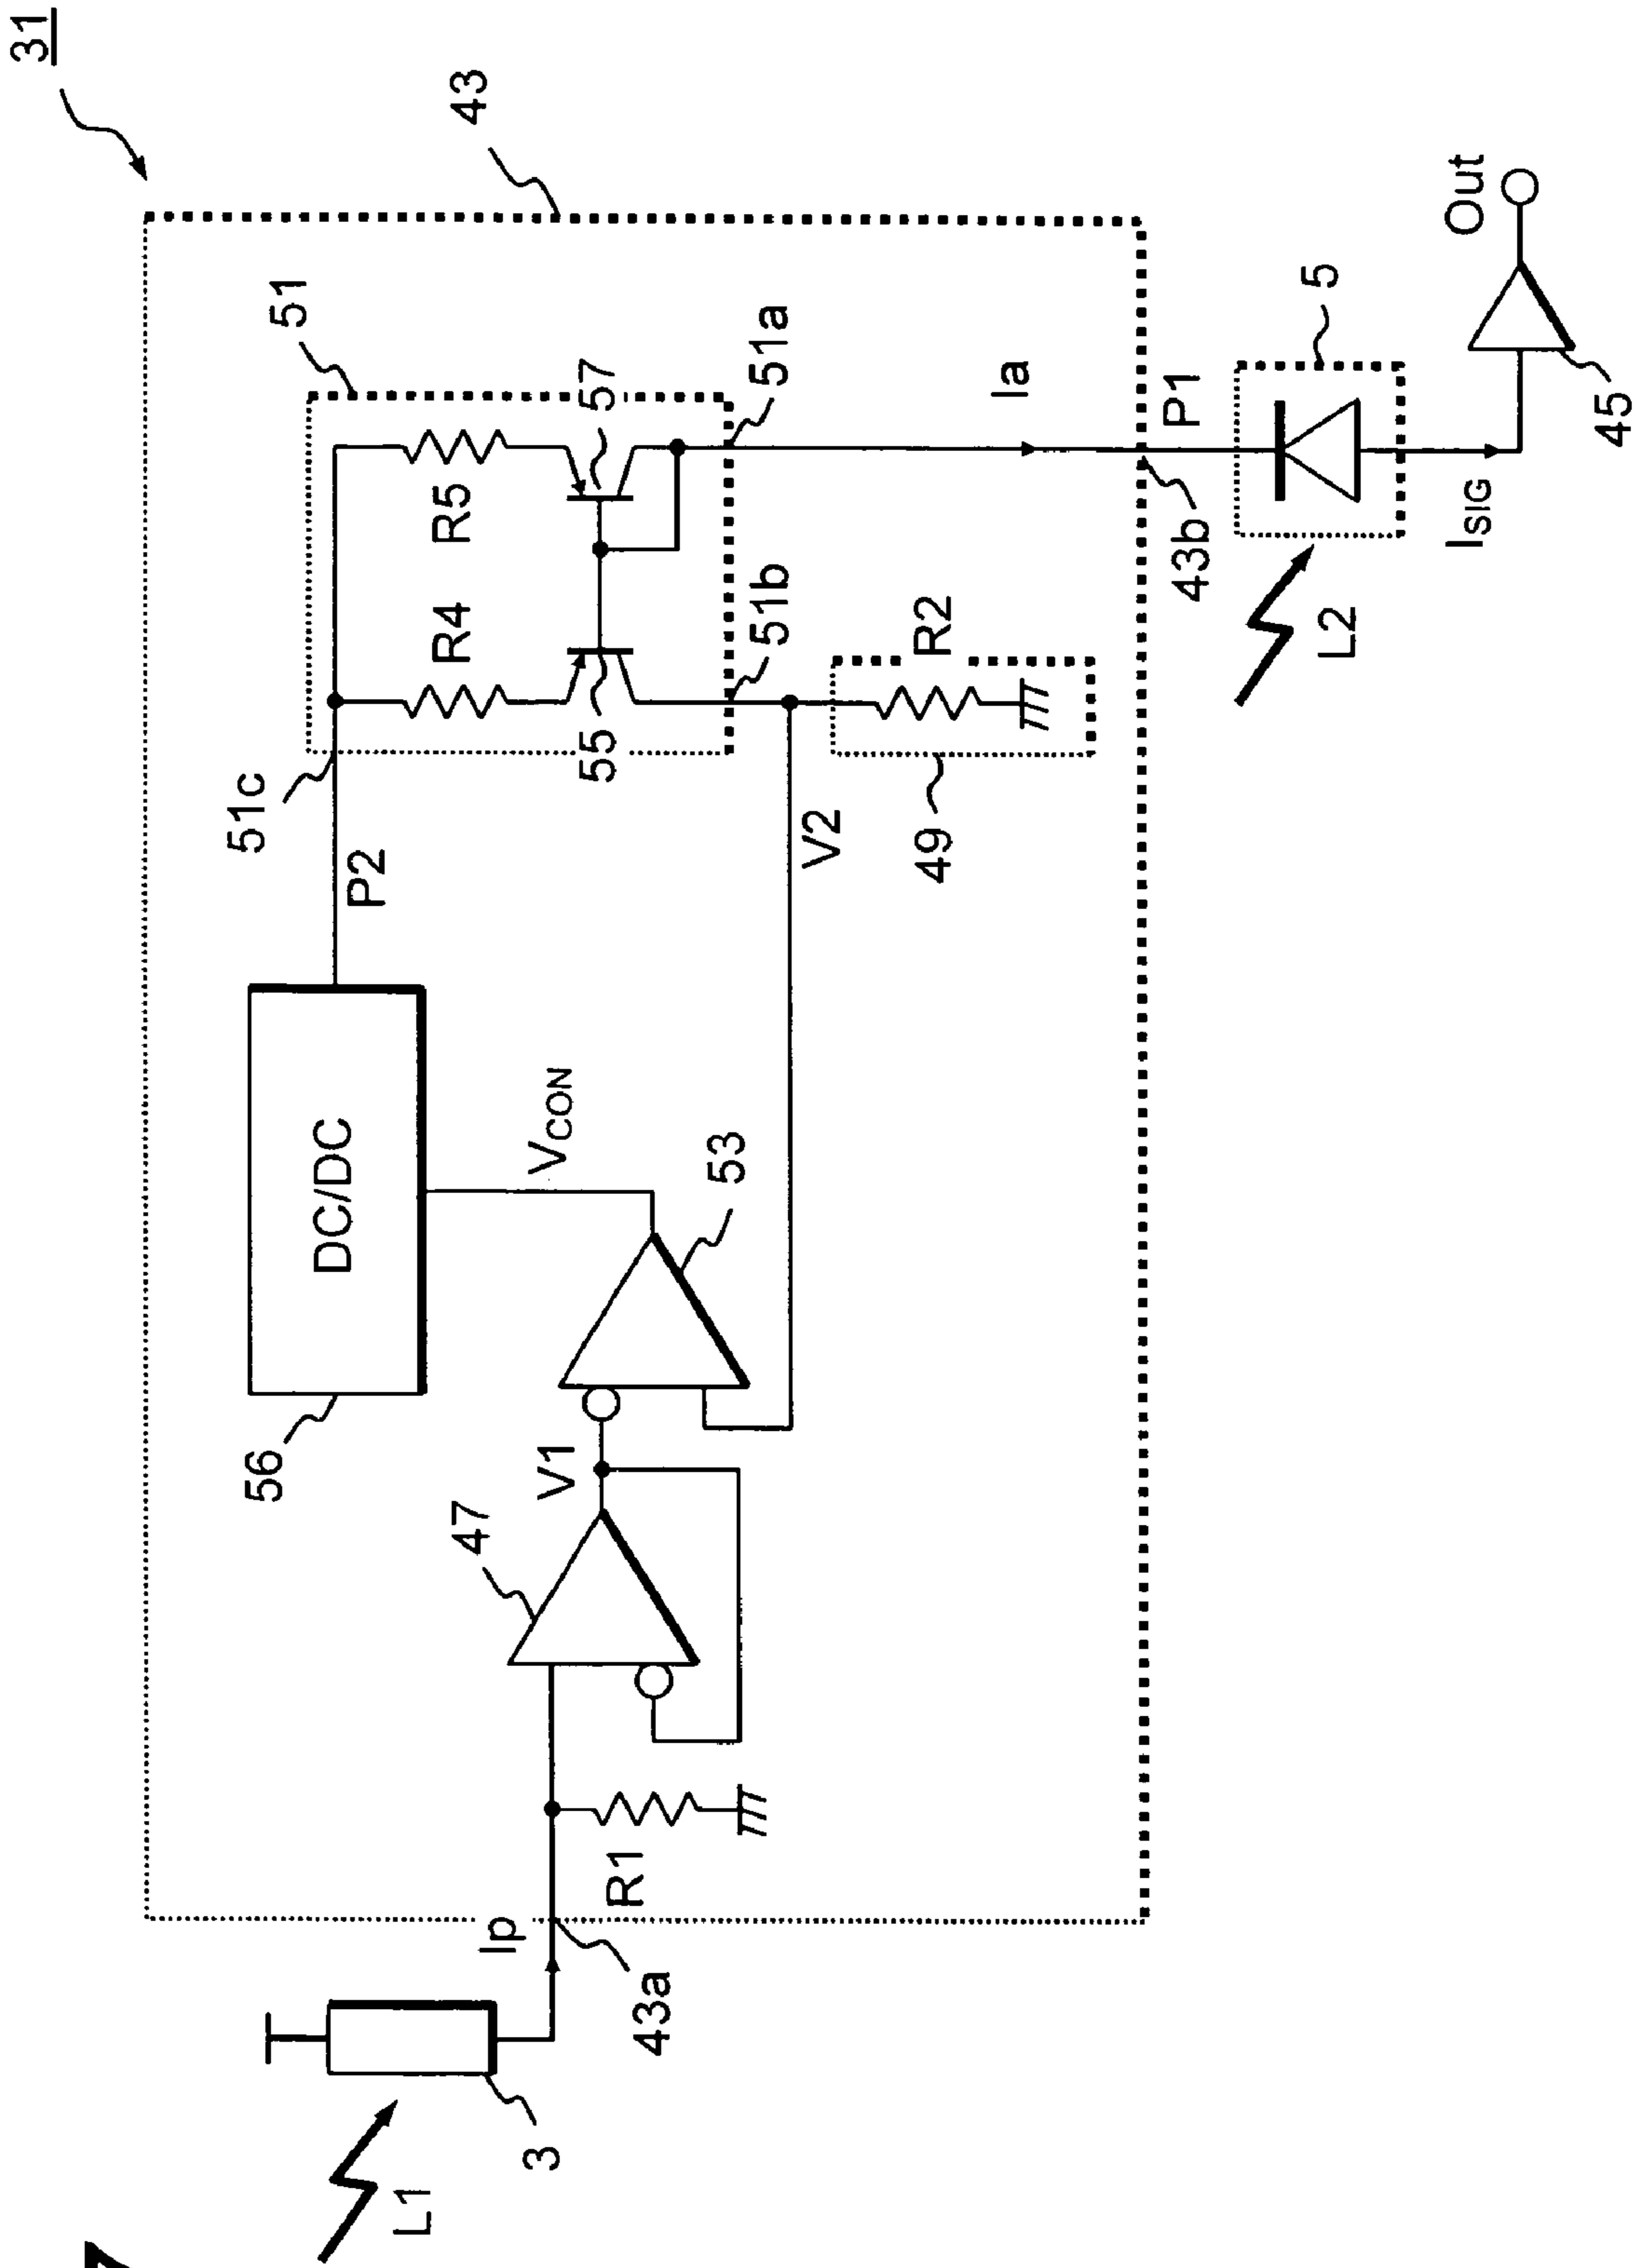 31
43
51
57
51a
51c
R5
R4
55
51b
P2
DC/DC
56
VCON
V2
R2
49
Ia
P1
43b
5
Out
45
ISIG
L2
53
V1
47
R1
Ip
43a
3
L1